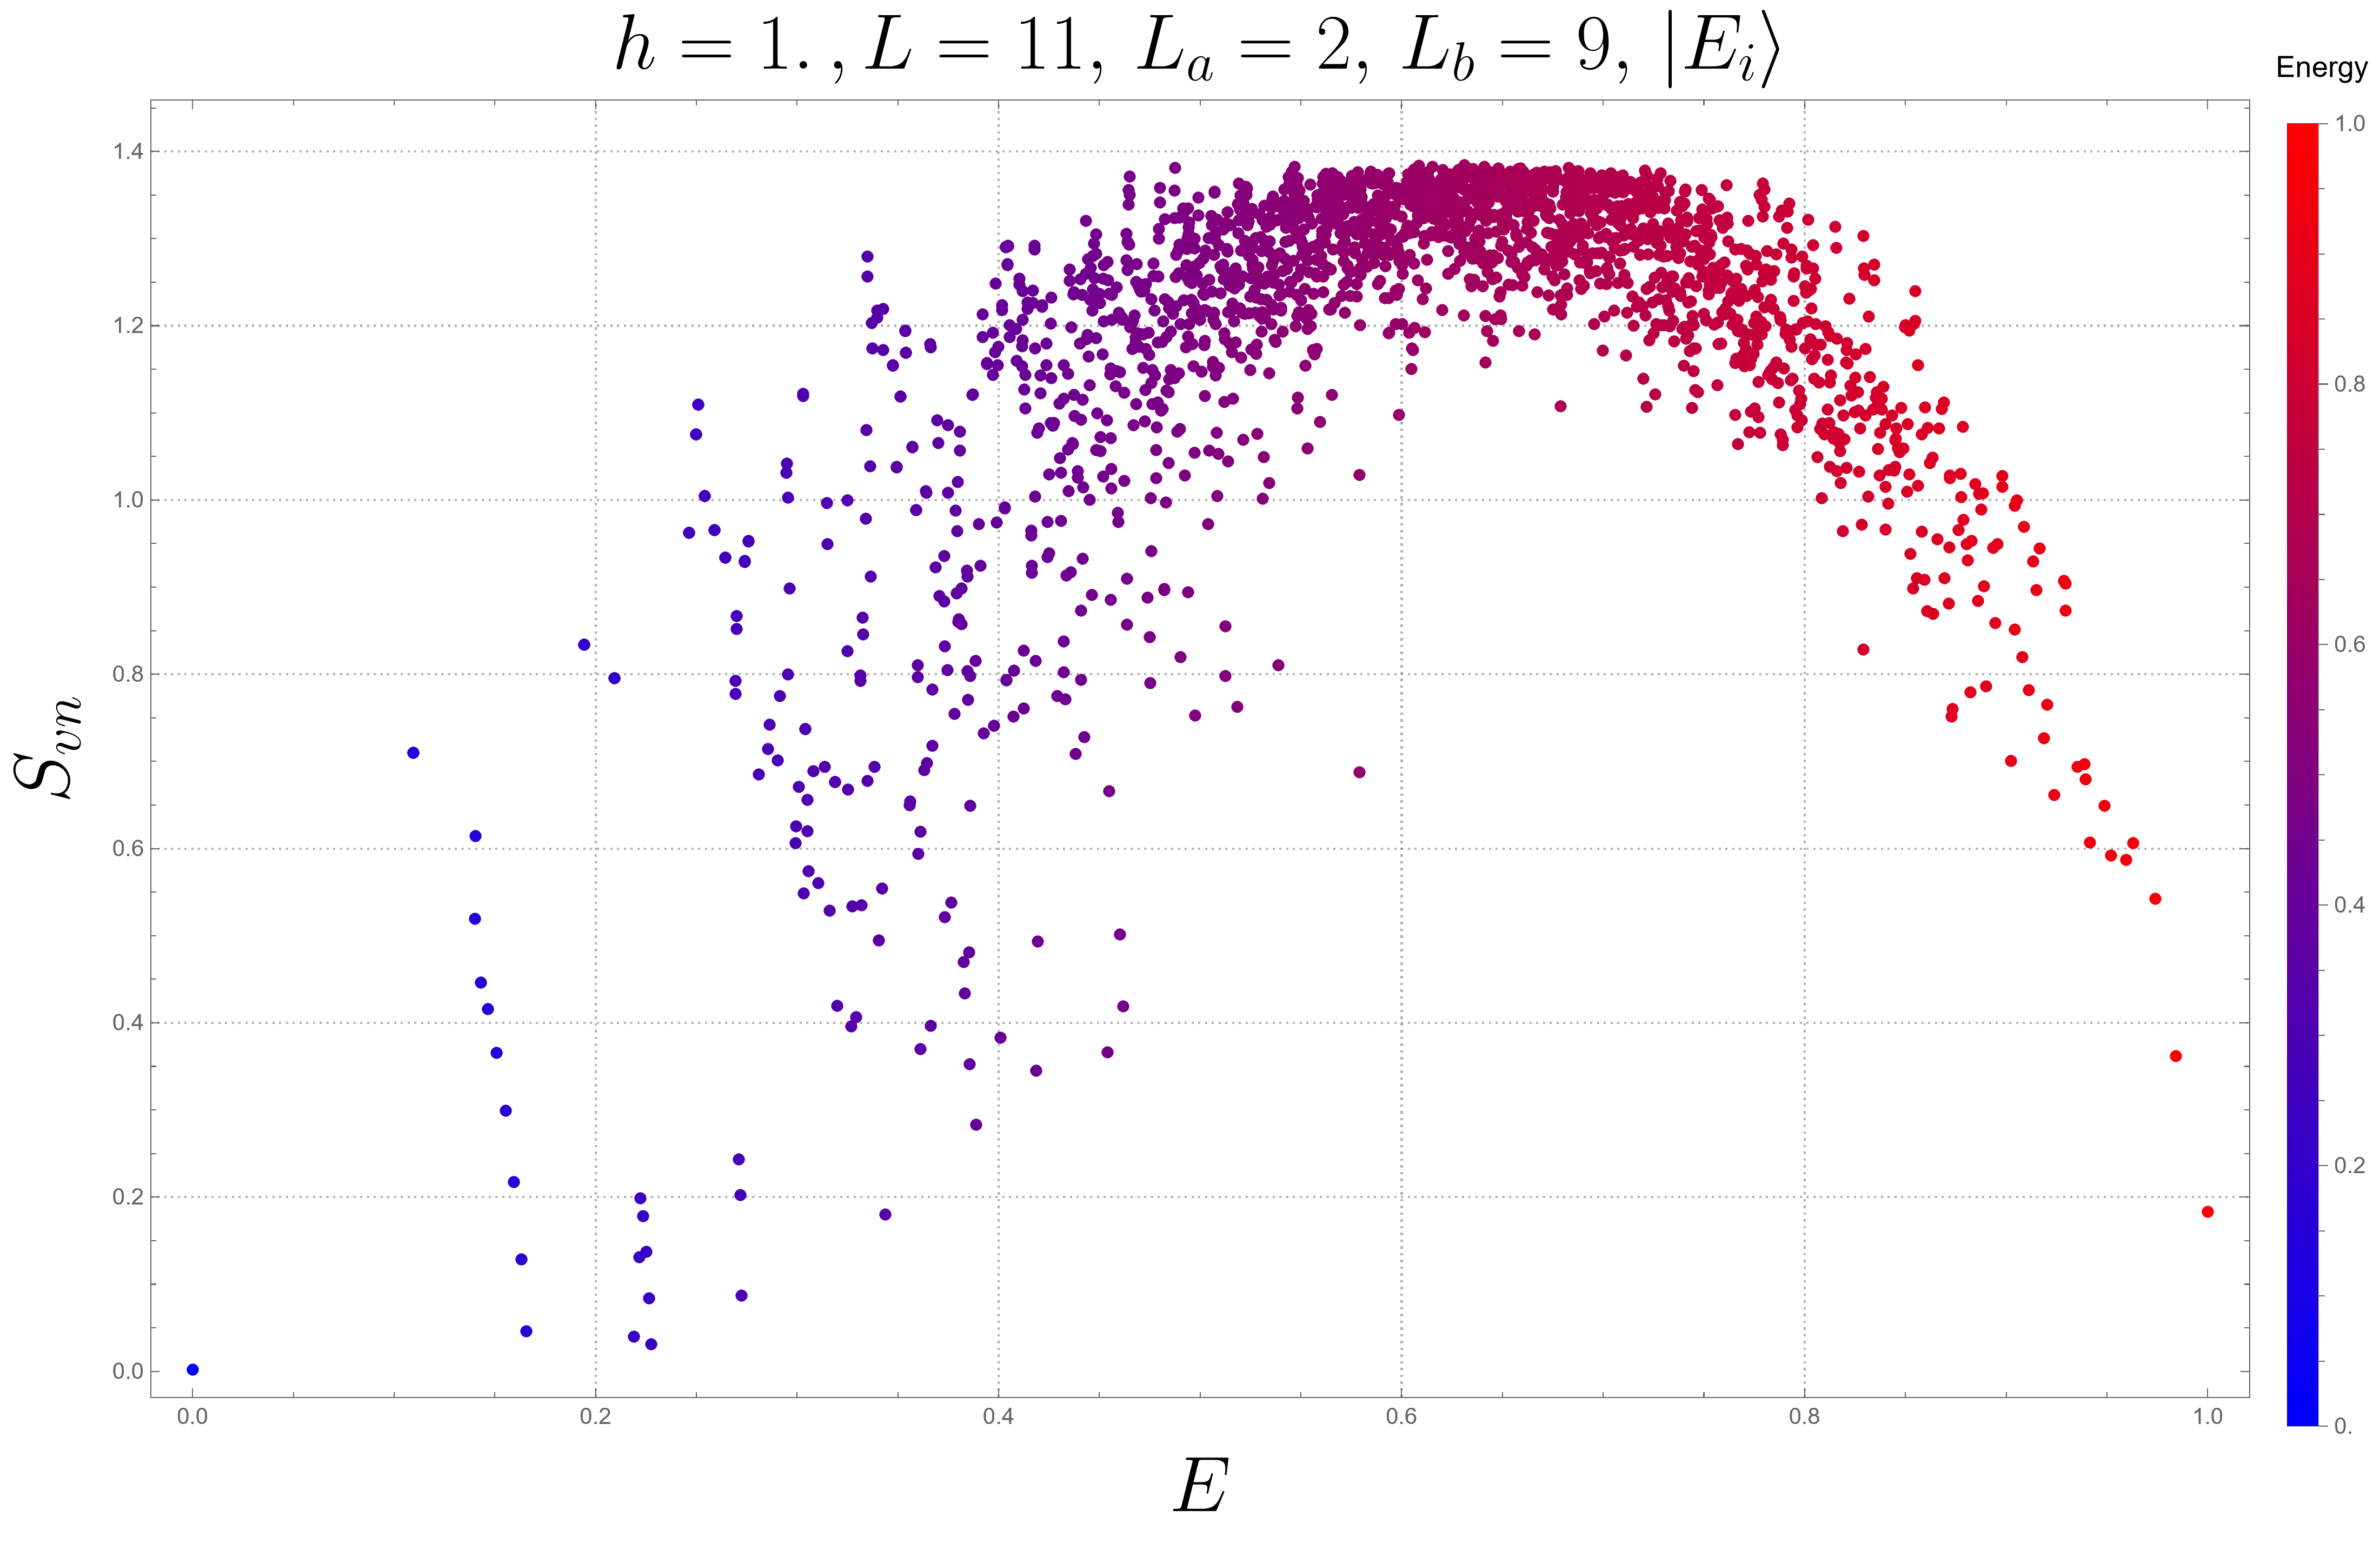 h = 1. , L = 11, L_a = 2, L_b = 9, |E_i⟩
Energy
1.0
0.8
0.6
0.4
0.2
0.
S_{vn}
1.4
1.2
1.0
0.8
0.6
0.4
0.2
0.0
0.0 0.2 0.4 0.6 0.8 1.0
E